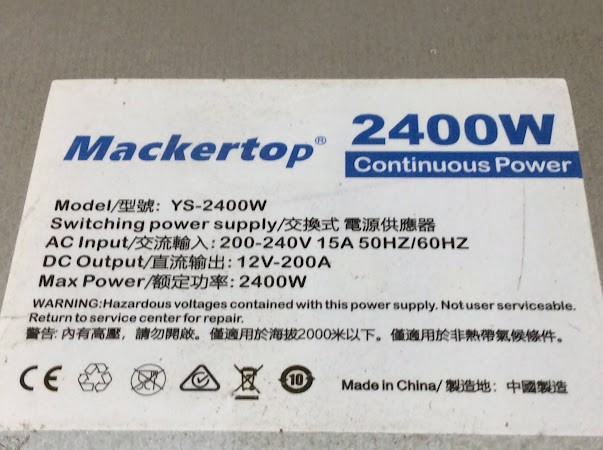 Mackertop®
2400W
Continuous Power
Model/型號: YS-2400W
Switching power supply/交換式 電源供應器
AC Input/交流輸入: 200-240V 15A 50HZ/60HZ
DC Output/直流输出: 12V-200A
Max Power/额定功率: 2400W
WARNING:Hazardous voltages contained with this power supply. Not user serviceable.
Return to service center for repair.
警告: 內有高壓, 請勿開啟。僅適用於海拔2000米以下。僅適用於非熱帶氣候條件。
CE
10
Made in China/ 製造地: 中國製造